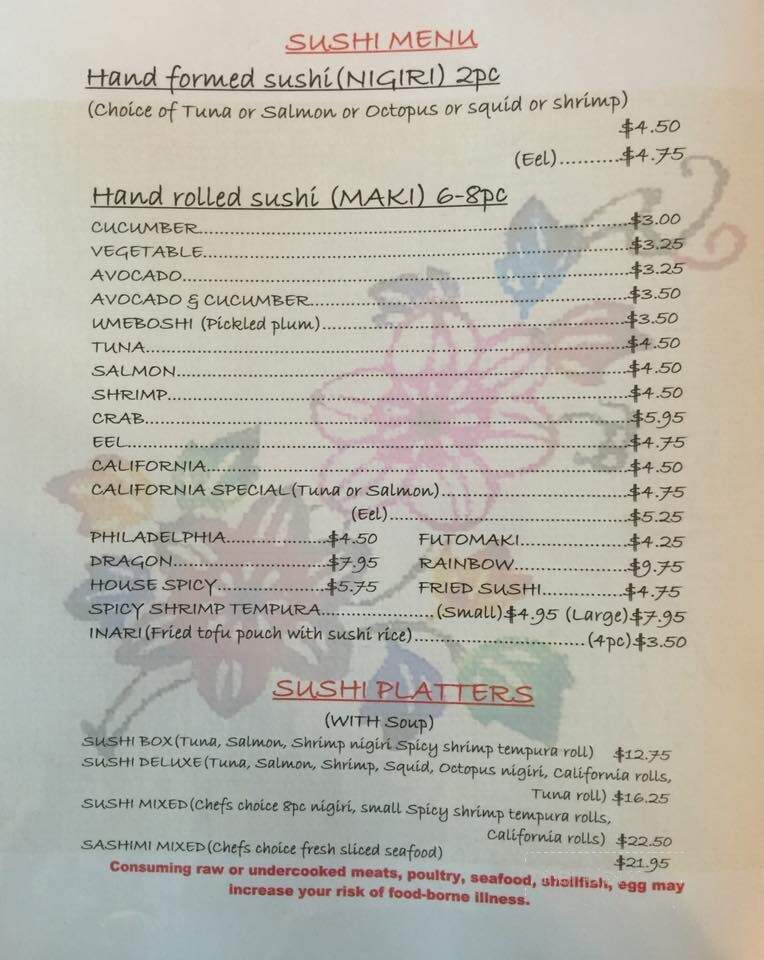 SUSHI MENU
Hand formed sushi(NIGIRI) 2pc
(Choice of Tuna or Salmon or Octopus or squid or shrimp)
$4.50
(Eel)..........$4.75
Hand rolled sushi (MAKI) 6-8pc
CUCUMBER..........$3.00
VEGETABLE..........$3.25
AVOCADO..........$3.25
AVOCADO & CUCUMBER..........$3.50
UMEBOSHI (Pickled plum)..........$3.50
TUNA..........$4.50
SALMON..........$4.50
SHRIMP..........$4.50
CRAB..........$5.95
EEL..........$4.75
CALIFORNIA..........$4.50
CALIFORNIA SPECIAL(Tuna or Salmon)..........$4.75
(Eel)..........$5.25
PHILADELPHIA..........$4.50 FUTOMAKI..........$4.25
DRAGON..........$7.95 RAINBOW..........$9.75
HOUSE SPICY..........$5.75 FRIED SUSHI..........$4.75
SPICY SHRIMP TEMPURA..........(Small)$4.95 (Large)$7.95
INARI(Fried tofu pouch with sushi rice)..........(4pc)$3.50
SUSHI PLATTERS
(WITH Soup)
SUSHI BOX(Tuna, Salmon, Shrimp nigiri Spicy shrimp tempura roll) $12.75
SUSHI DELUXE(Tuna, Salmon, Shrimp, Squid, Octopus nigiri, California rolls,
Tuna roll) $16.25
SUSHI MIXED(Chefs choice 8pc nigiri, small Spicy shrimp tempura rolls,
California rolls) $22.50
SASHIMI MIXED(Chefs choice fresh sliced seafood)
$21.95
Consuming raw or undercooked meats, poultry, seafood, shellfish, egg may
increase your risk of food-borne illness.